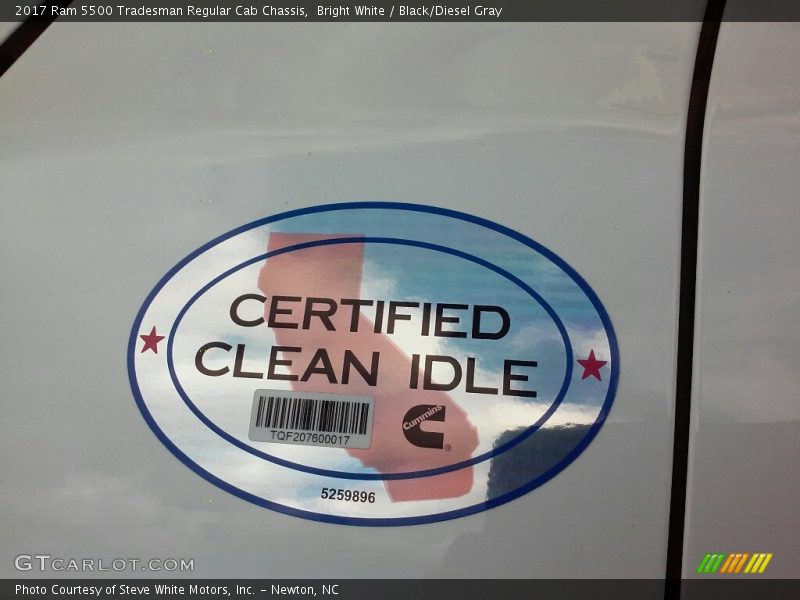 2017 Ram 5500 Tradesman Regular Cab Chassis,  Bright White / Black/Diesel Gray
CERTIFIED
CLEAN IDLE
TQF207600017
Cummins
®
5259896
GTCARLOT.COM
Photo Courtesy of Steve White Motors, Inc. – Newton, NC